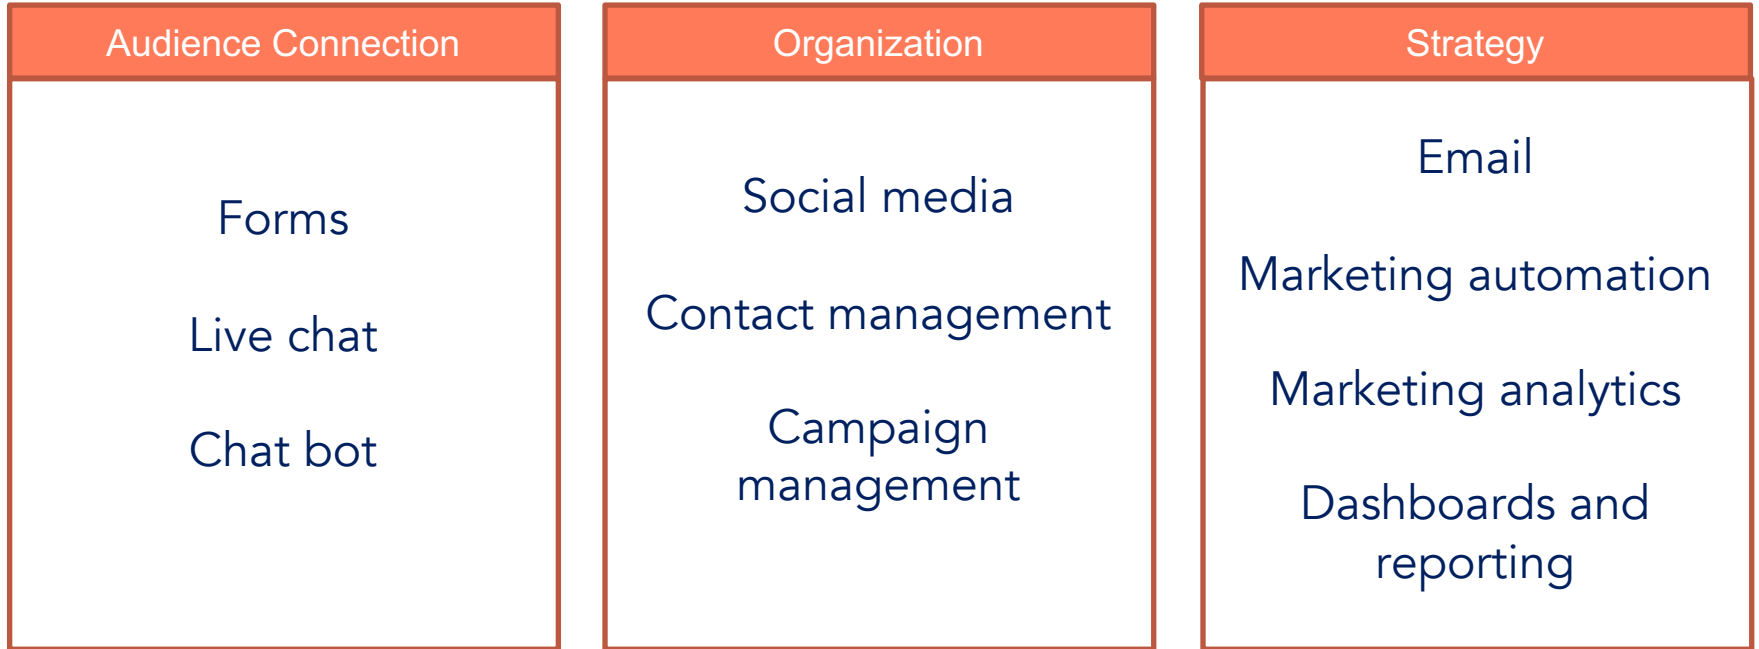 Audience Connection
Forms
Live chat
Chat bot
Organization
Social media
Contact management
Campaign
management
Strategy
Email
Marketing automation
Marketing analytics
Dashboards and
reporting